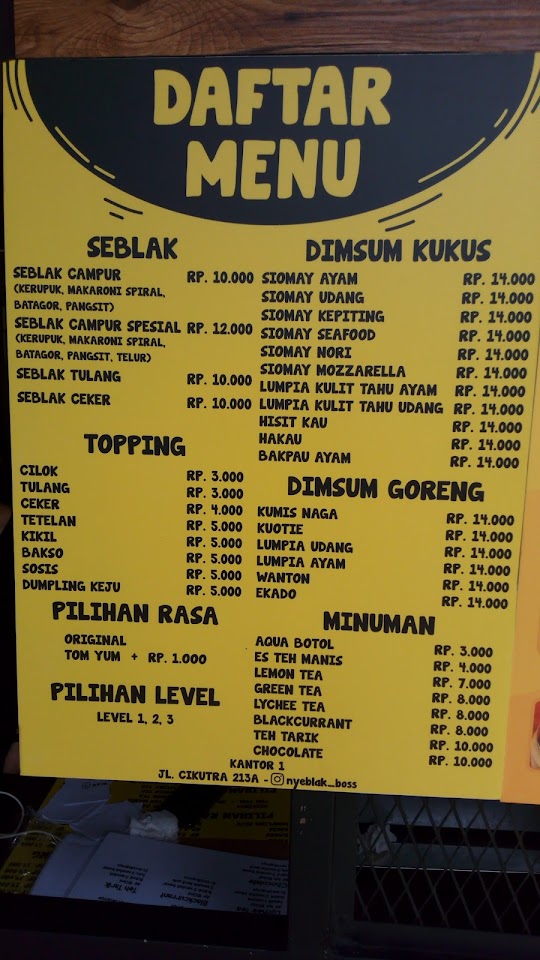 DAFTAR
MENU
SEBLAK
SEBLAK CAMPUR RP. 10.000
(KERUPUK, MAKARONI SPIRAL,
BATAGOR, PANGSIT)
SEBLAK CAMPUR SPESIAL RP. 12.000
(KERUPUK, MAKARONI SPIRAL,
BATAGOR, PANGSIT, TELUR)
SEBLAK TULANG RP. 10.000
SEBLAK CEKER RP. 10.000
TOPPING
CILOK RP. 3.000
TULANG RP. 3.000
CEKER RP. 4.000
TETELAN RP. 5.000
KIKIL RP. 5.000
BAKSO RP. 5.000
SOSIS RP. 5.000
DUMPLING KEJU RP. 5.000
PILIHAN RASA
ORIGINAL
TOM YUM + RP. 1.000
PILIHAN LEVEL
LEVEL 1, 2, 3
DIMSUM KUKUS
SIOMAY AYAM RP. 14.000
SIOMAY UDANG RP. 14.000
SIOMAY KEPITING RP. 14.000
SIOMAY SEAFOOD RP. 14.000
SIOMAY NORI RP. 14.000
SIOMAY MOZZARELLA RP. 14.000
LUMPIA KULIT TAHU AYAM RP. 14.000
LUMPIA KULIT TAHU UDANG RP. 14.000
HISIT KAU RP. 14.000
HAKAU RP. 14.000
BAKPAU AYAM RP. 14.000
DIMSUM GORENG
KUMIS NAGA RP. 14.000
KUOTIE RP. 14.000
LUMPIA UDANG RP. 14.000
LUMPIA AYAM RP. 14.000
WANTON RP. 14.000
EKADO RP. 14.000
MINUMAN
AQUA BOTOL RP. 3.000
ES TEH MANIS RP. 4.000
LEMON TEA RP. 7.000
GREEN TEA RP. 8.000
LYCHEE TEA RP. 8.000
BLACKCURRANT RP. 8.000
TEH TARIK RP. 10.000
CHOCOLATE RP. 10.000
KANTOR 1
JL. CIKUTRA 213A - nyeblak_boss